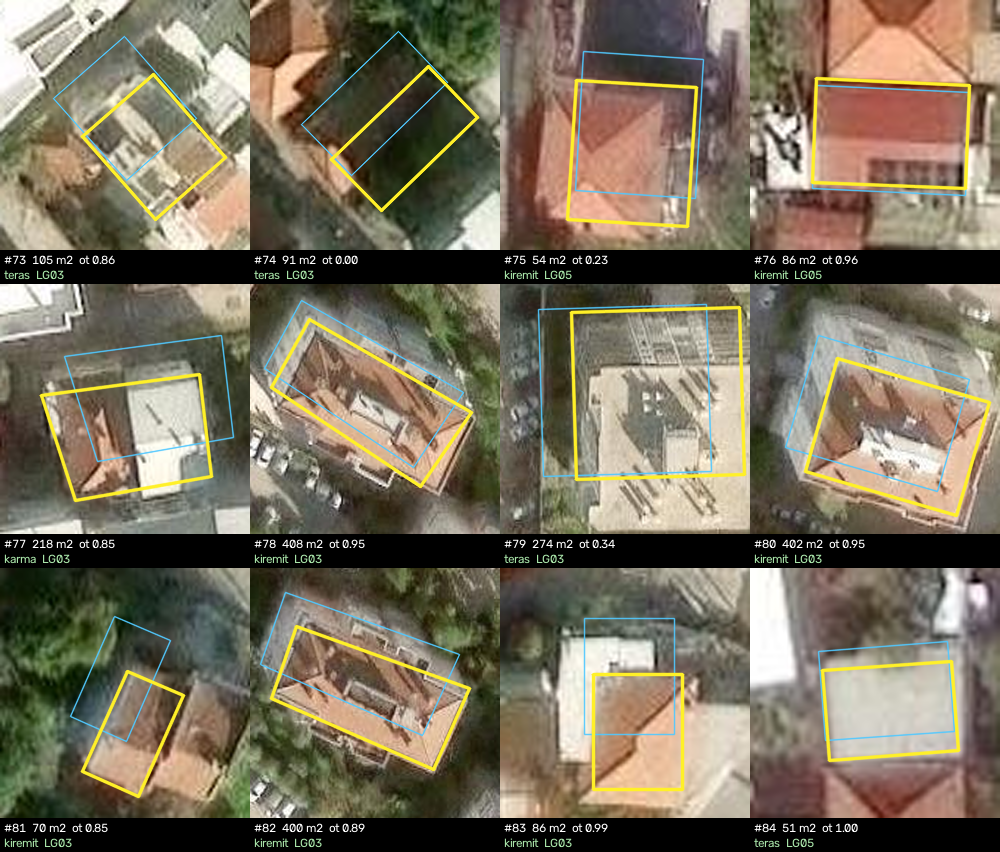 #73 105 m2 ot 0.86
teras LG03
#74 91 m2 ot 0.00
teras LG03
#75 54 m2 ot 0.23
kiremit LG05
#76 86 m2 ot 0.96
kiremit LG05
#77 218 m2 ot 0.85
karma LG03
#78 408 m2 ot 0.95
kiremit LG03
#79 274 m2 ot 0.34
teras LG03
#80 402 m2 ot 0.95
kiremit LG03
#81 70 m2 ot 0.85
kiremit LG03
#82 400 m2 ot 0.89
kiremit LG03
#83 86 m2 ot 0.99
kiremit LG03
#84 51 m2 ot 1.00
teras LG05